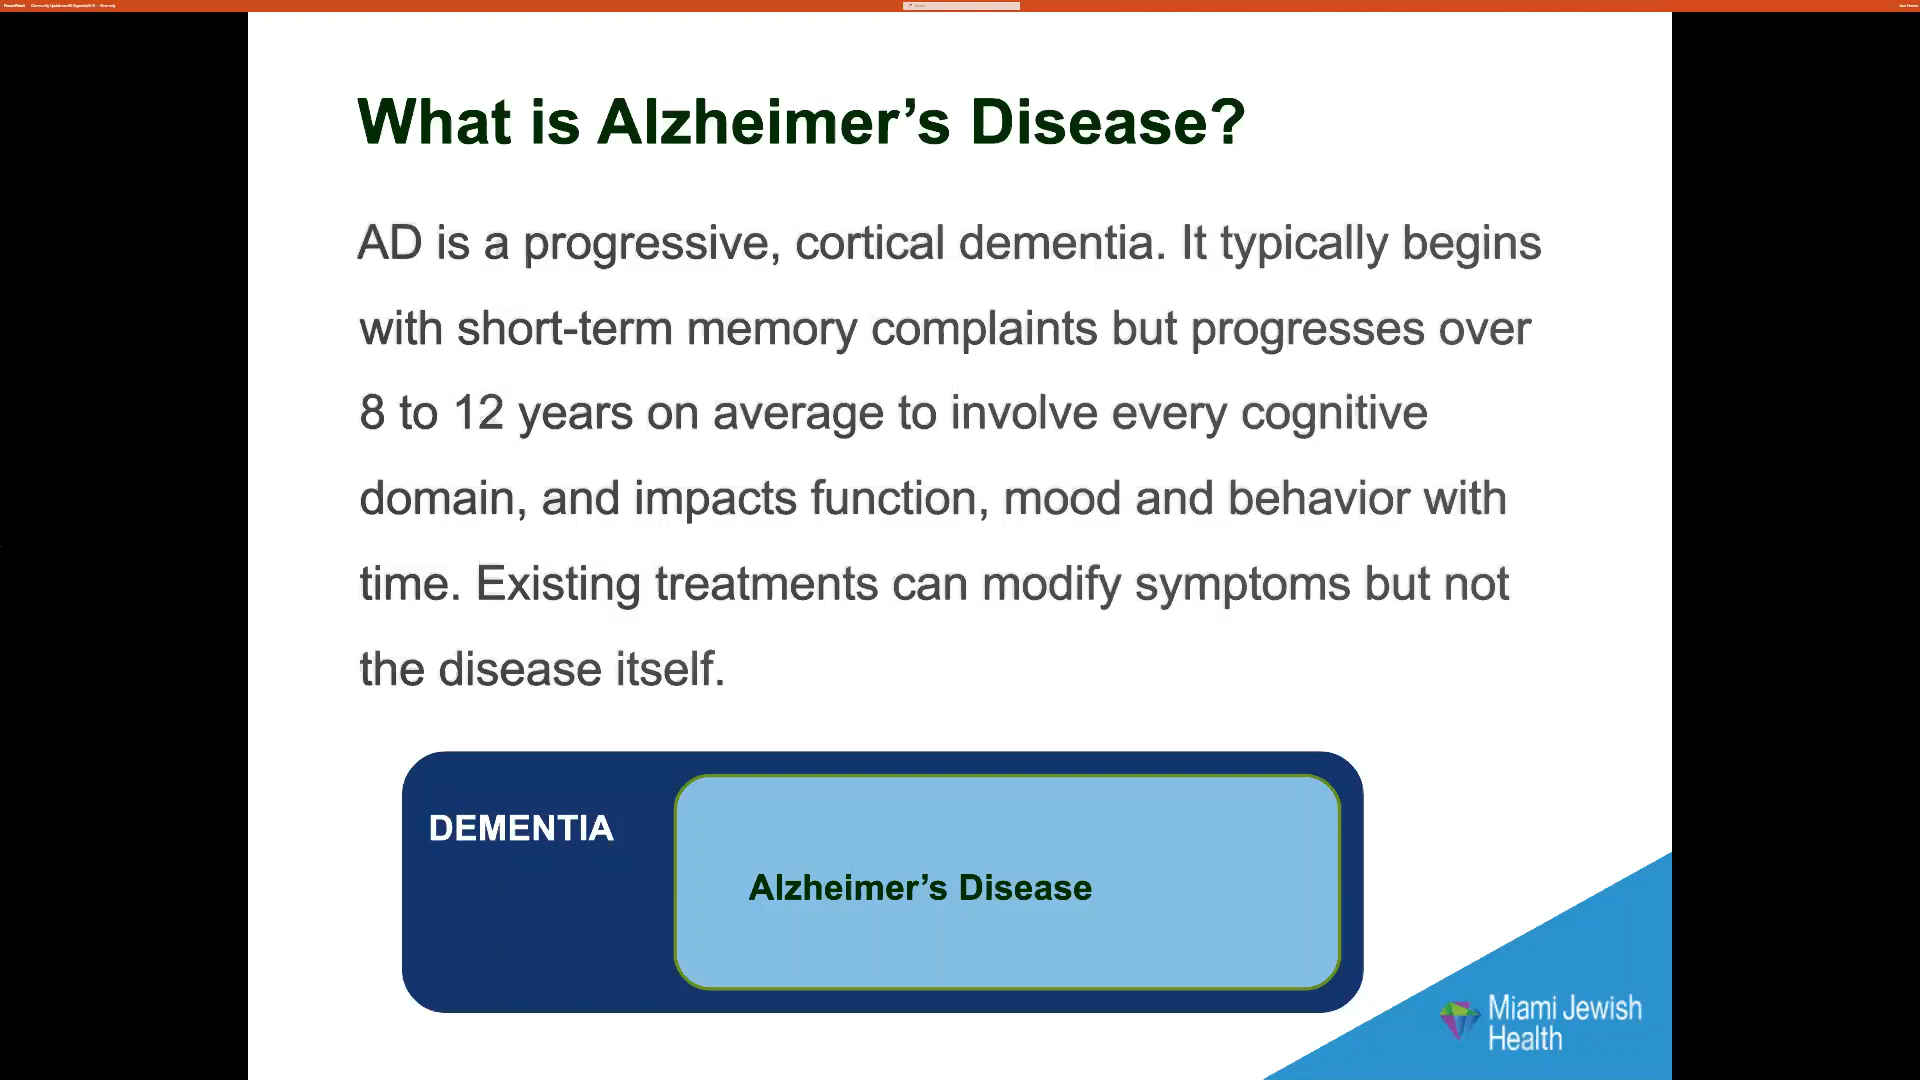 What is Alzheimer’s Disease?
AD is a progressive, cortical dementia. It typically begins
with short-term memory complaints but progresses over
8 to 12 years on average to involve every cognitive
domain, and impacts function, mood and behavior with
time. Existing treatments can modify symptoms but not
the disease itself.
DEMENTIA
Alzheimer’s Disease
Miami Jewish
Health